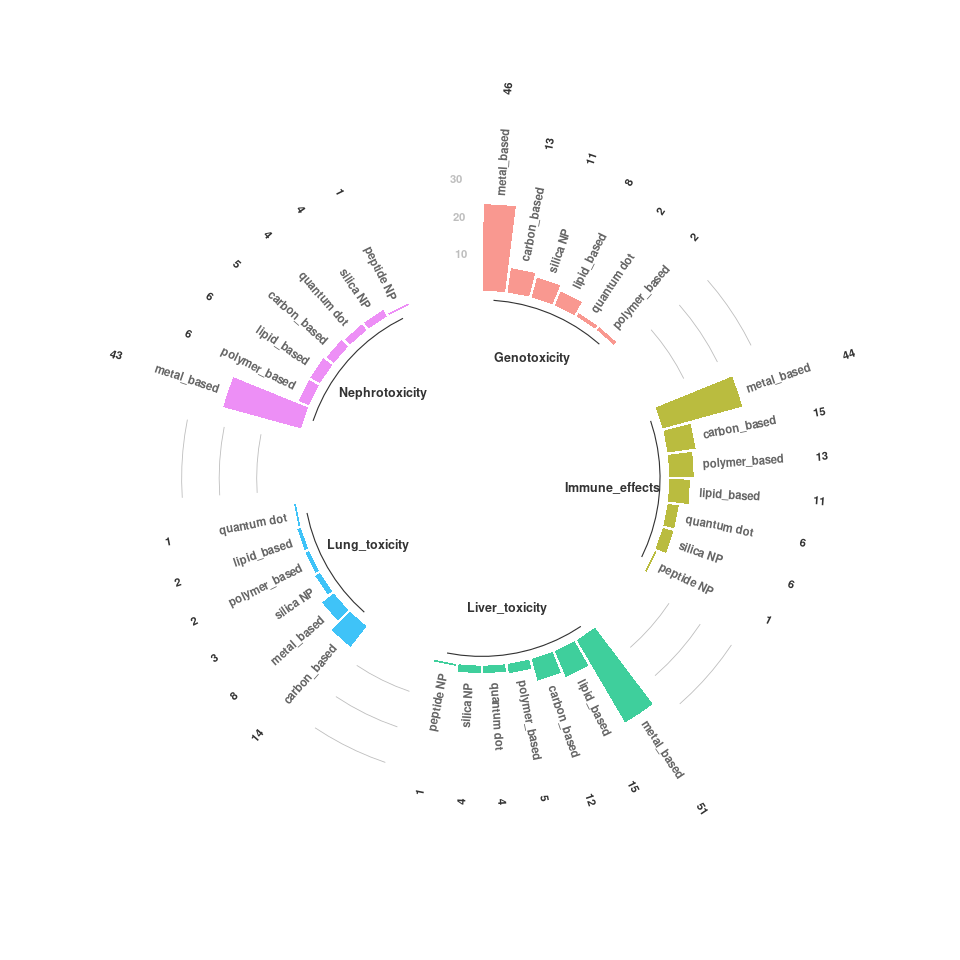 30
20
10
46
13
11
8
2
2
metal_based
carbon_based
silica NP
lipid_based
quantum dot
polymer_based
Genotoxicity
metal_based
44
carbon_based
15
polymer_based
13
lipid_based
11
quantum dot
6
silica NP
6
peptide NP
1
Immune_effects
metal_based
51
lipid_based
15
carbon_based
12
polymer_based
5
quantum dot
4
silica NP
4
peptide NP
1
Liver_toxicity
carbon_based
14
metal_based
8
silica NP
3
polymer_based
2
lipid_based
2
quantum dot
1
Lung_toxicity
metal_based
43
polymer_based
6
lipid_based
6
carbon_based
5
quantum dot
4
silica NP
4
peptide NP
1
Nephrotoxicity